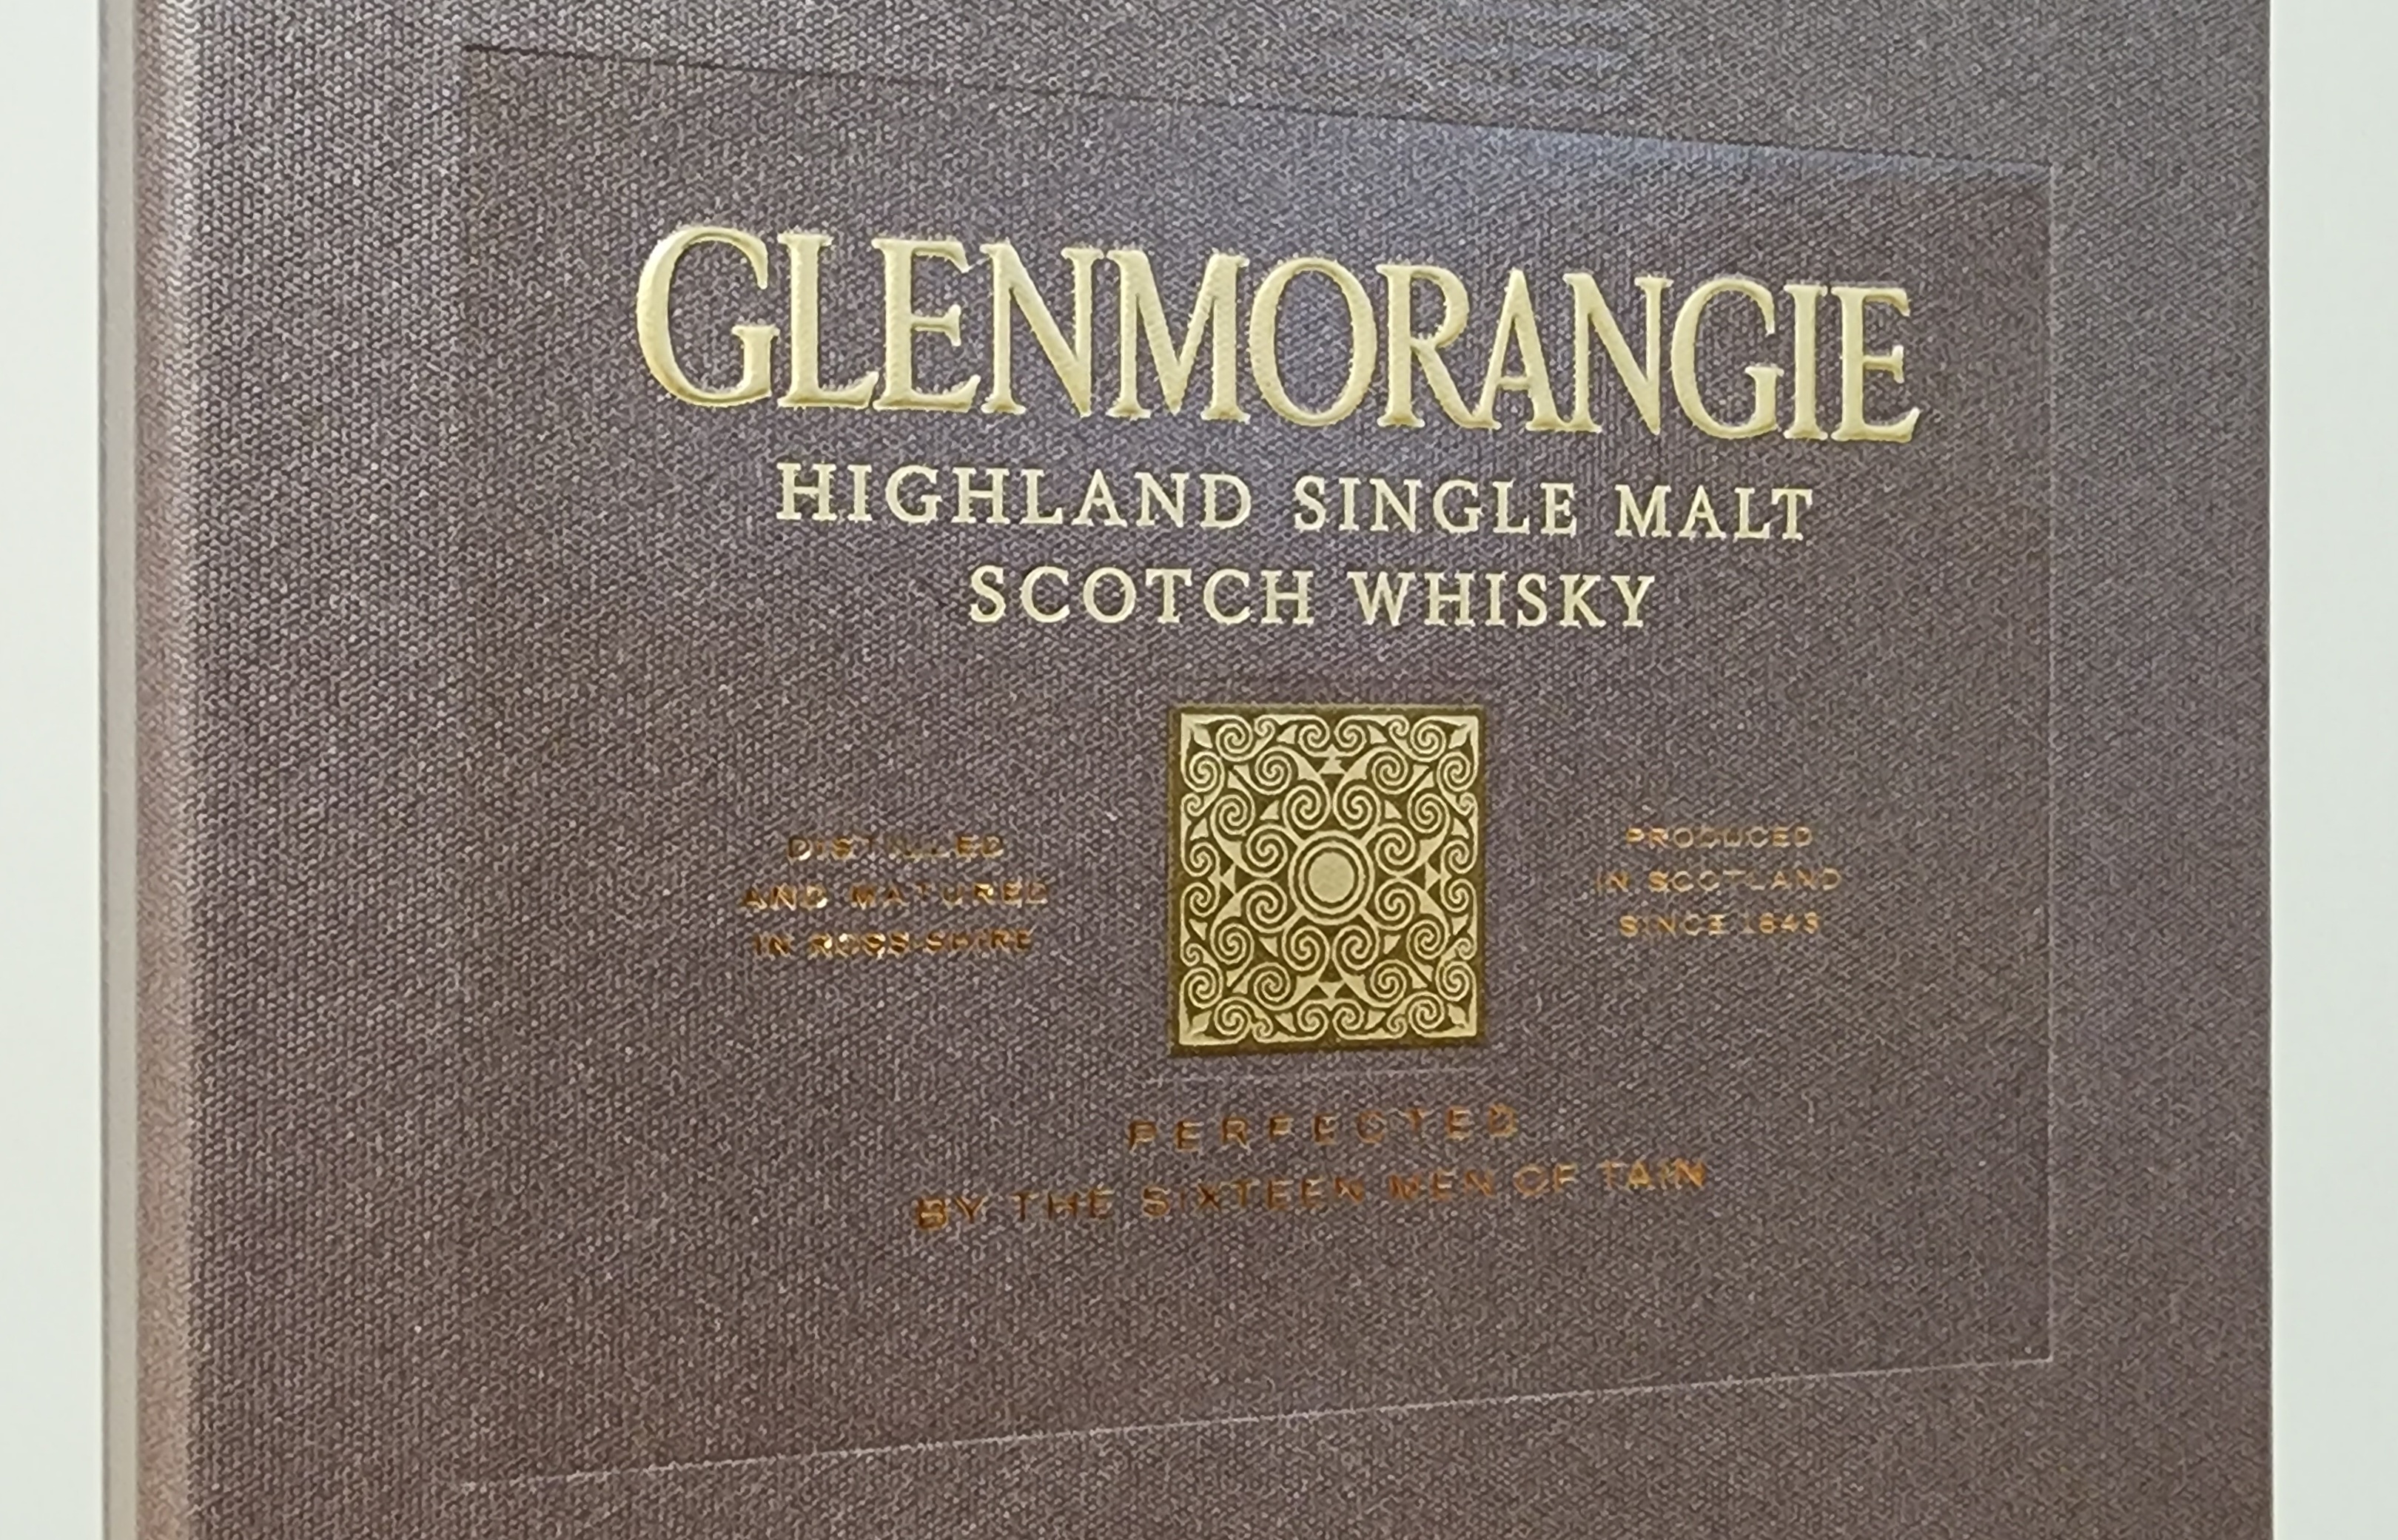 GLENMORANGIE
HIGHLAND SINGLE MALT
SCOTCH WHISKY
DISTILLED
AND MATURED
IN ROSS-SHIRE
PRODUCED
IN SCOTLAND
SINCE 1843
PERFECTED
BY THE SIXTEEN MEN OF TAIN